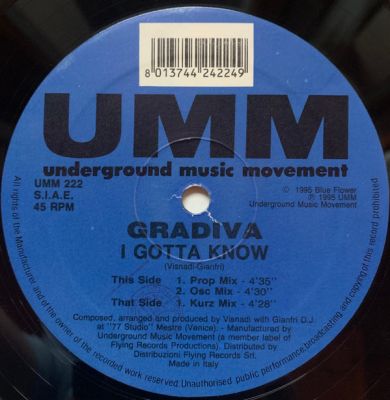 8 013744 242249
UMM
underground music movement
UMM 222
S.I.A.E.
45 RPM
© 1995 Blue Flower
℗ 1995 UMM
Underground Music Movement
GRADIVA
I GOTTA KNOW
(Visnadi-Gianfri)
This Side 1. Prop Mix - 4'35"
2. Osc Mix - 4'30"
That Side 1. Kurz Mix - 4'28"
Composed, arranged and produced by Visnadi with Gianfri D.J.
at "77 Studio" Mestre (Venice). - Manufactured by
Underground Music Movement (a member label of
Flying Records Productions). Distributed by
Distribuzioni Flying Records Srl.
Made in Italy
All rights of the Manufacturer and of the owner of the recorded work reserved. Unauthorised public performance, broadcasting and copying of this record prohibited.